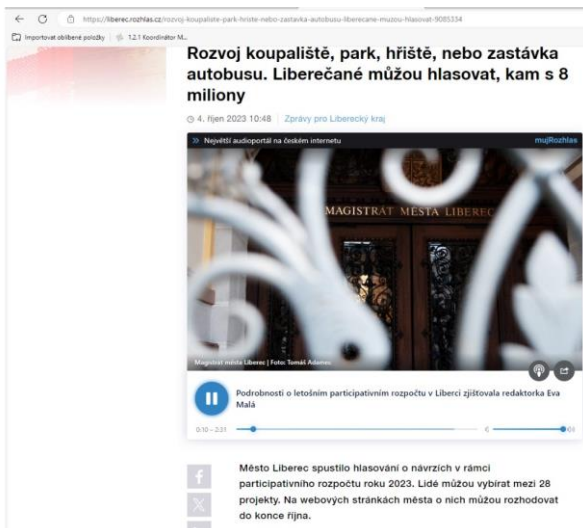 https://liberec.rozhlas.cz/rozvoj-koupaliste-park-hriste-nebo-zastavka-autobusu-liberecane-muzou-hlasovat-9085334
Importovat oblíbené položky
1.2.1 Koordinátor M...
Rozvoj koupaliště, park, hřiště, nebo zastávka
autobusu. Liberečané můžou hlasovat, kam s 8
miliony
4. říjen 2023 10:48
Zprávy pro Liberecký kraj
Největší audioportál na českém internetu
mujRozhlas
MAGISTRÁT MĚSTA LIBEREC
Magistrát města Liberec | Foto: Tomáš Adamec
Podrobnosti o letošním participativním rozpočtu v Liberci zjišťovala redaktorka Eva
Malá
0:10 – 2:31
Město Liberec spustilo hlasování o návrzích v rámci
participativního rozpočtu roku 2023. Lidé můžou vybírat mezi 28
projekty. Na webových stránkách města o nich můžou rozhodovat
do konce října.